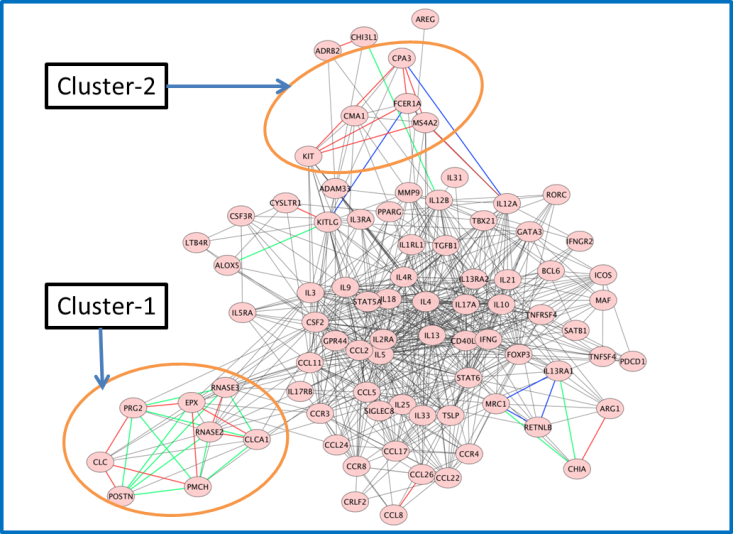 AREG
CHI3L1
ADRB2
CPA3
Cluster-2
FCER1A
CMA1
MS4A2
KIT
IL31
ADAM33
MMP9
RORC
CYSLTR1
IL12B
IL12A
CSF3R
IL3RA
PPARG
KITLG
TBX21
GATA3
LTB4R
IL1RL1
TGFB1
IFNGR2
ALOX5
BCL6
ICOS
IL4R
IL13RA2
IL21
IL3
IL9
STAT5A
IL18
IL4
IL17A
IL10
MAF
Cluster-1
IL5RA
CSF2
TNFRSF4
SATB1
GPR44
IL2RA
IL13
CD40L
IFNG
CCL2
IL5
FOXP3
TNFSF4
PDCD1
CCL11
IL13RA1
STAT6
RNASE3
IL17RB
CCL5
EPX
PRG2
SIGLEC8
IL25
MRC1
ARG1
CCR3
IL33
TSLP
RETNLB
RNASE2
CLCA1
CCL24
CCL17
CCR4
CLC
CCR8
CHIA
CCL26
CCL22
PMCH
POSTN
CRLF2
CCL8